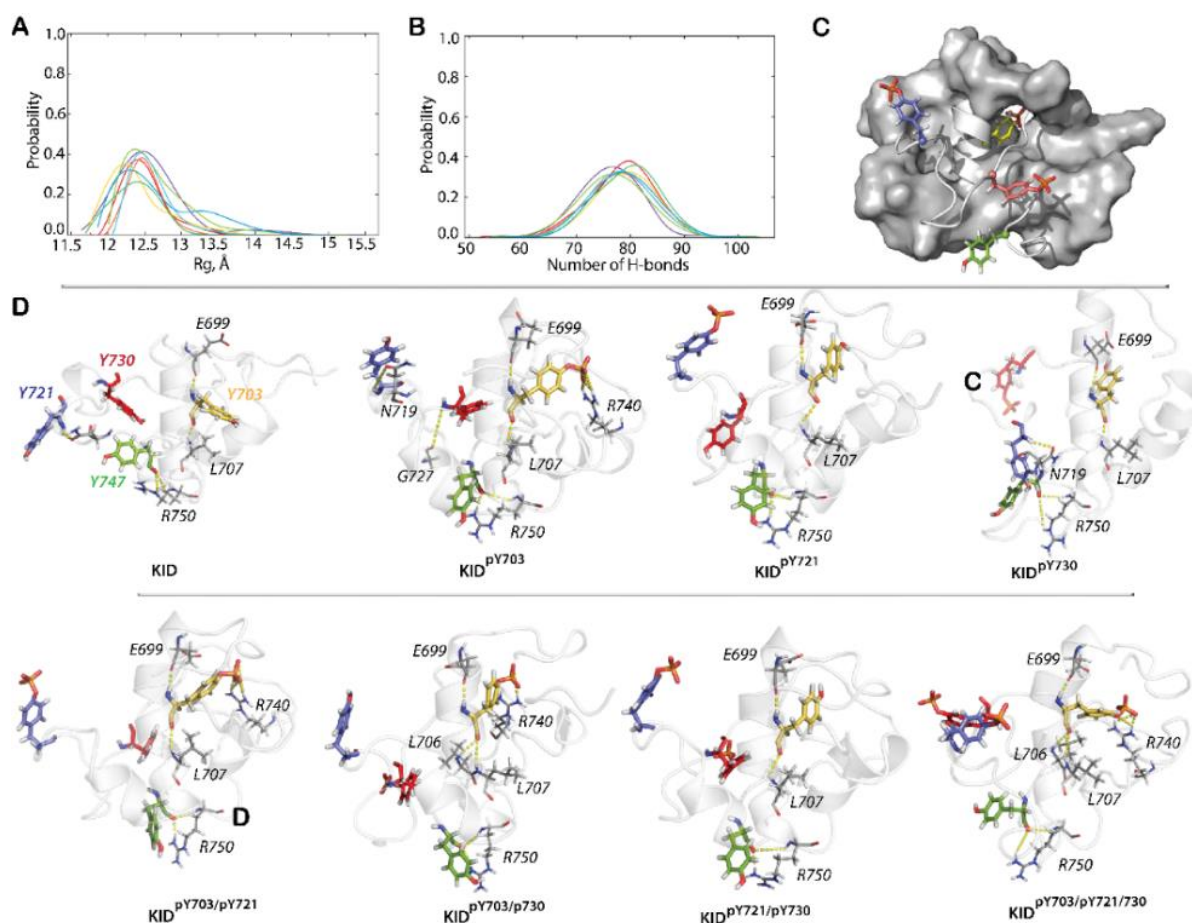 A
B
C
Probability
1.0
0.8
0.6
0.4
0.2
0.0
11.5 12 12.5 13 13.5 14 14.5 15 15.5
Rg, Å
Probability
1.0
0.8
0.6
0.4
0.2
0.0
50 60 70 80 90 100
Number of H-bonds
D
E699
Y730
Y721
Y703
Y747
L707
R750
KID
E699
N719
R740
G727
L707
R750
KID pY703
E699
L707
R750
KID pY721
E699
C
N719
L707
R750
KID pY730
E699
R740
L707
D
R750
KID pY703/pY721
E699
R740
L706
L707
R750
KID pY703/p730
E699
L707
R750
KID pY721/pY730
E699
L706
R740
L707
R750
KID pY703/pY721/730